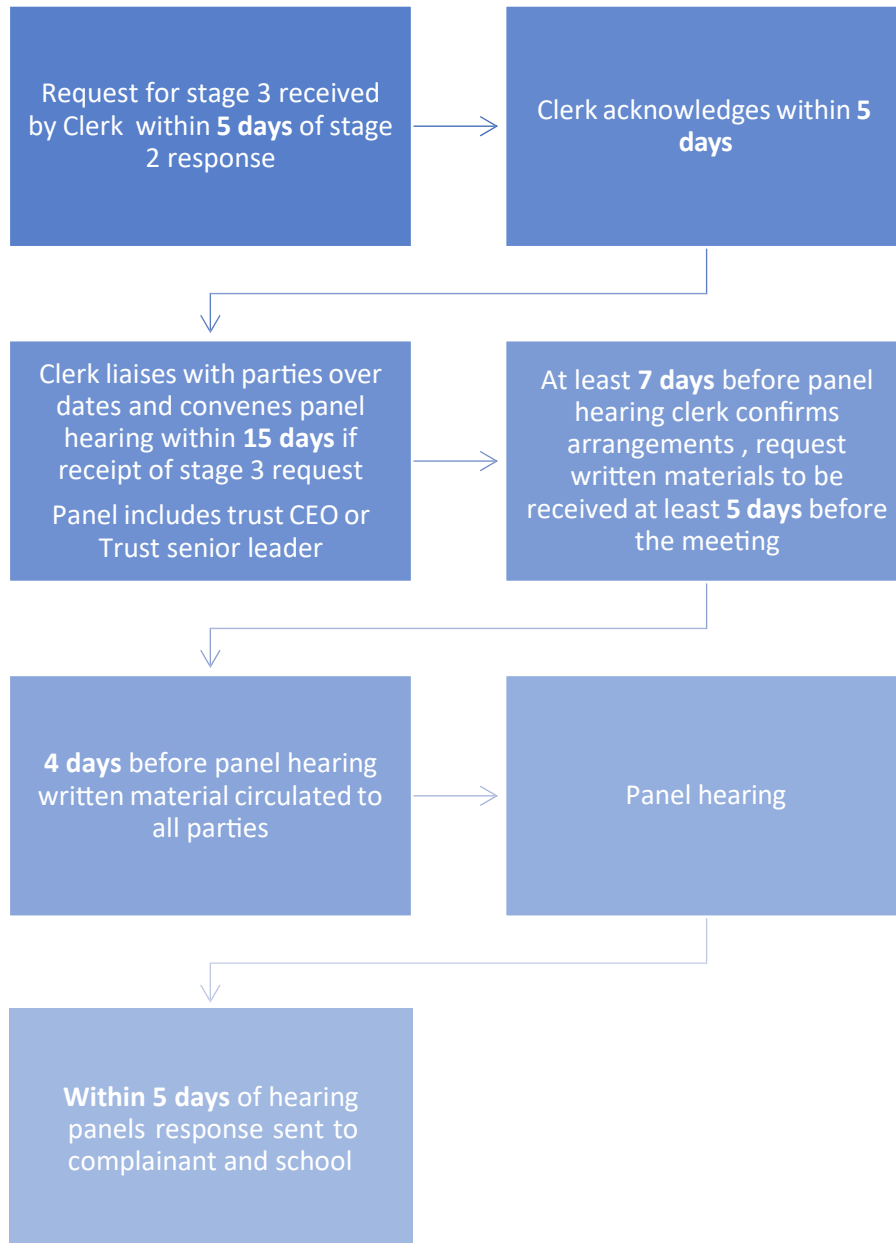 Request for stage 3 received
by Clerk  within 5 days of stage
2 response
Clerk acknowledges within 5
days
Clerk liaises with parties over
dates and convenes panel
hearing within 15 days if
receipt of stage 3 request
Panel includes trust CEO or
Trust senior leader
At least 7 days before panel
hearing clerk confirms
arrangements , request
written materials to be
received at least 5 days before
the meeting
4 days before panel hearing
written material circulated to
all parties
Panel hearing
Within 5 days of hearing
panels response sent to
complainant and school